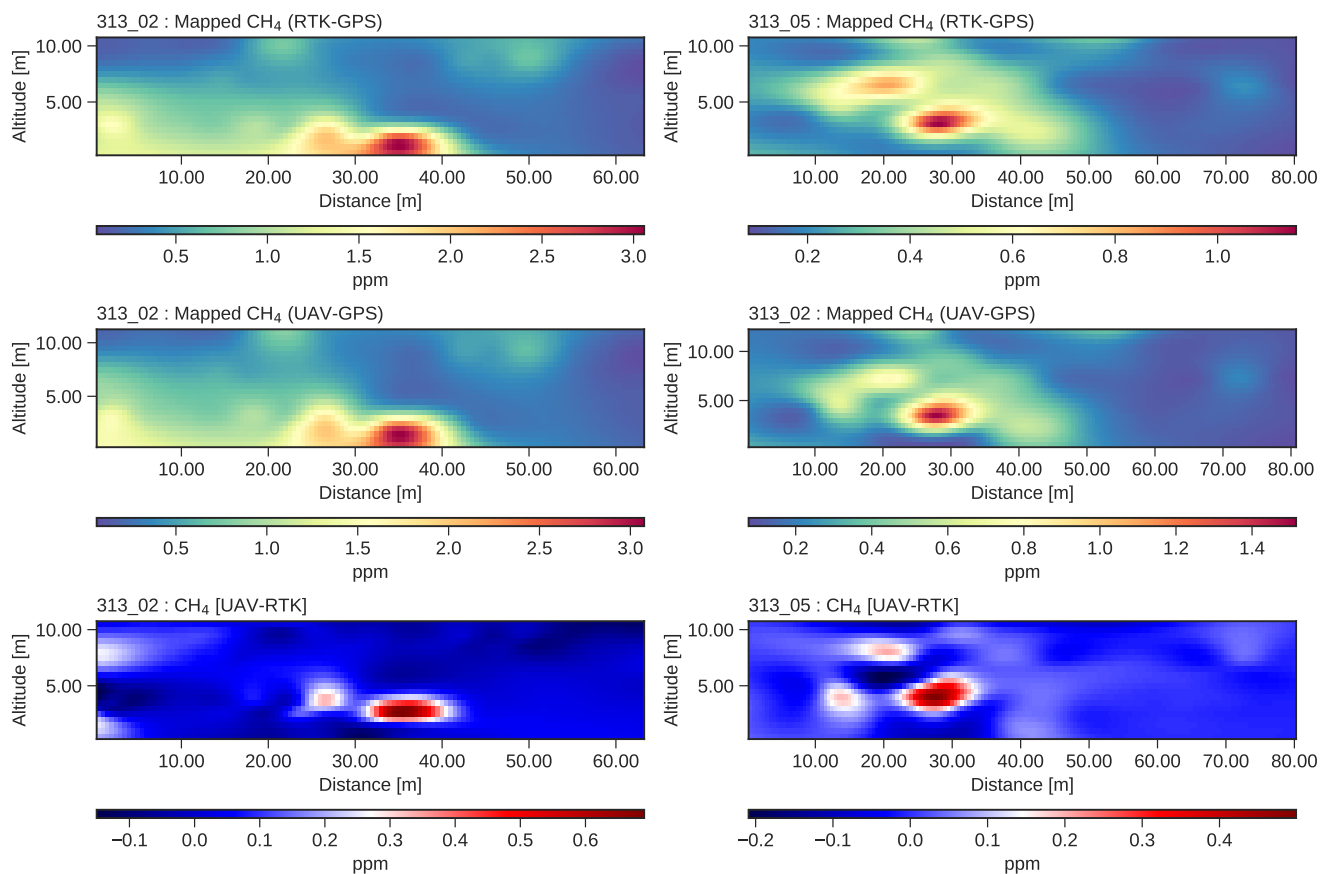 313_02 : Mapped CH₄ (RTK-GPS)
Altitude [m]
10.00
5.00
10.00 20.00 30.00 40.00 50.00 60.00
Distance [m]
0.5 1.0 1.5 2.0 2.5 3.0
ppm
313_05 : Mapped CH₄ (RTK-GPS)
Altitude [m]
10.00
5.00
10.00 20.00 30.00 40.00 50.00 60.00 70.00 80.00
Distance [m]
0.2 0.4 0.6 0.8 1.0
ppm
313_02 : Mapped CH₄ (UAV-GPS)
Altitude [m]
10.00
5.00
10.00 20.00 30.00 40.00 50.00 60.00
Distance [m]
0.5 1.0 1.5 2.0 2.5 3.0
ppm
313_02 : Mapped CH₄ (UAV-GPS)
Altitude [m]
10.00
5.00
10.00 20.00 30.00 40.00 50.00 60.00 70.00 80.00
Distance [m]
0.2 0.4 0.6 0.8 1.0 1.2 1.4
ppm
313_02 : CH₄ [UAV-RTK]
Altitude [m]
10.00
5.00
10.00 20.00 30.00 40.00 50.00 60.00
Distance [m]
−0.1 0.0 0.1 0.2 0.3 0.4 0.5 0.6
ppm
313_05 : CH₄ [UAV-RTK]
Altitude [m]
10.00
5.00
10.00 20.00 30.00 40.00 50.00 60.00 70.00 80.00
Distance [m]
−0.2 −0.1 0.0 0.1 0.2 0.3 0.4
ppm